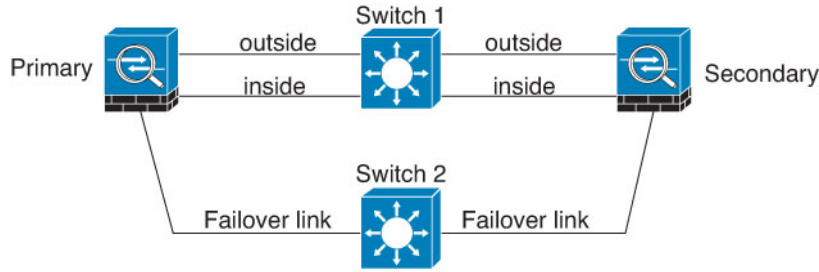 Switch 1
outside
outside
Primary
Secondary
inside
inside
Switch 2
Failover link
Failover link